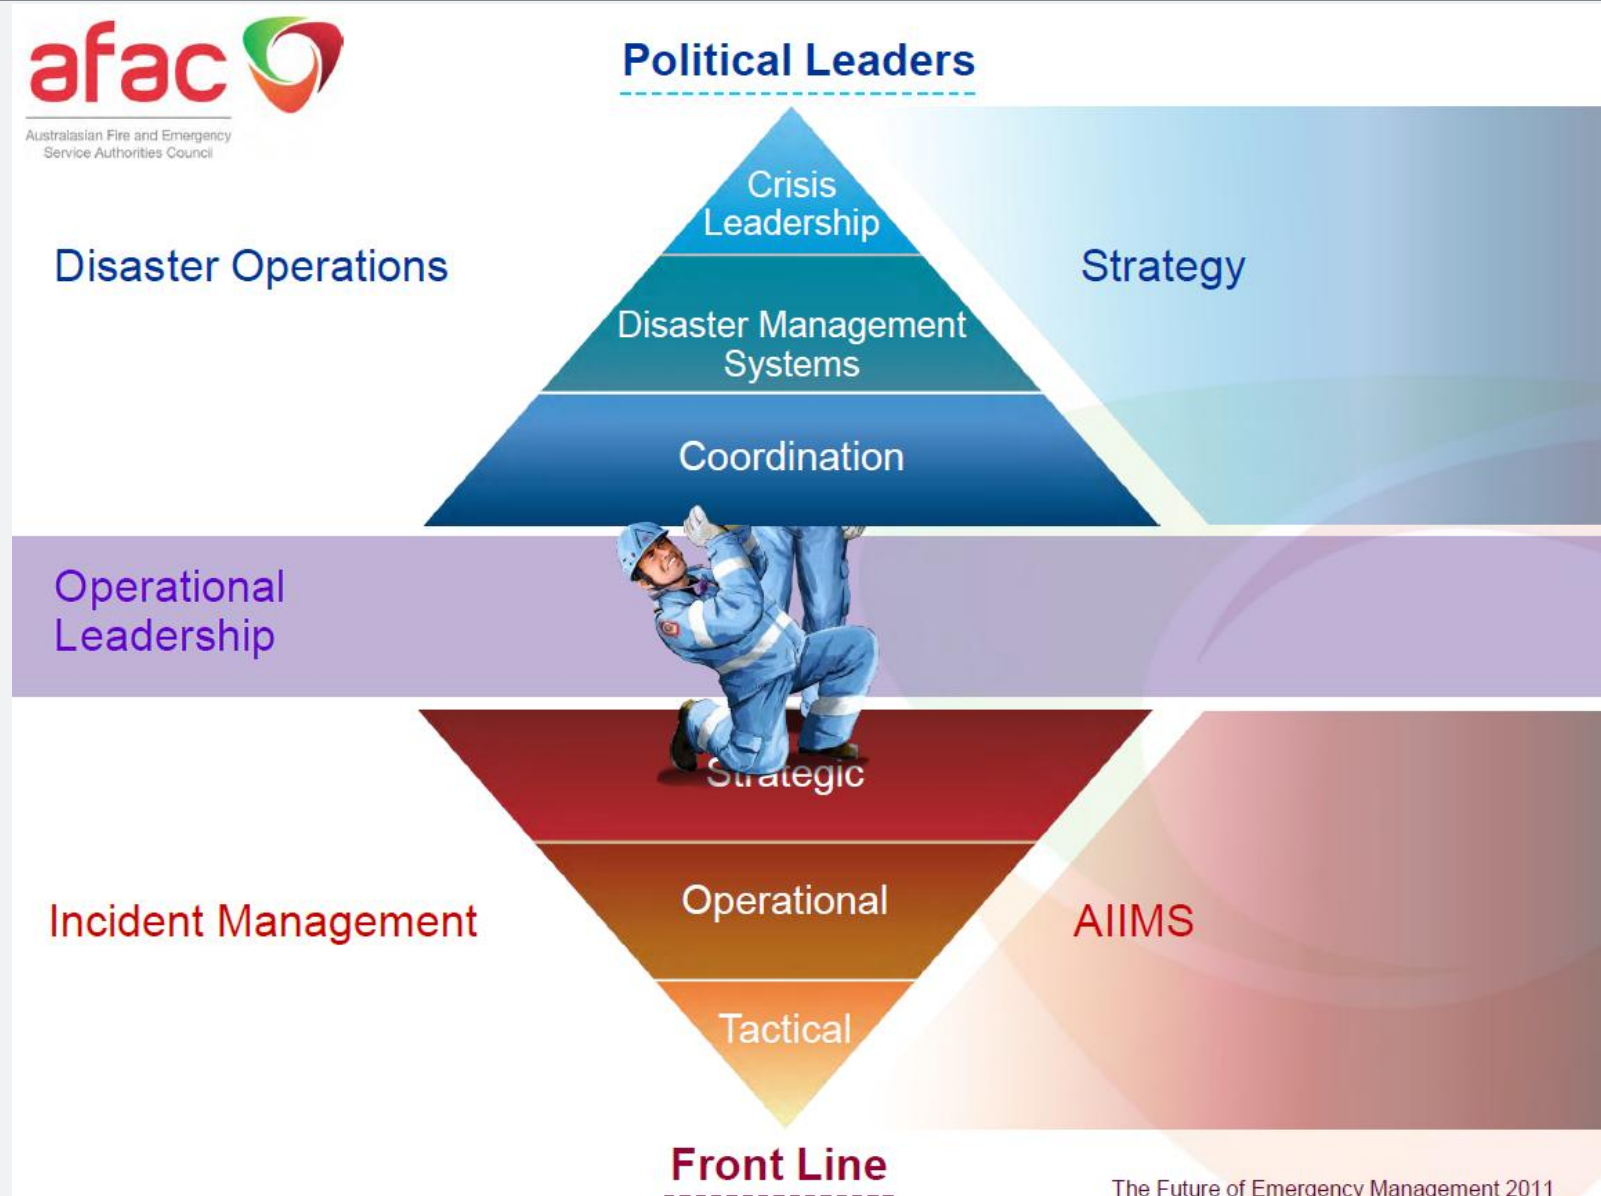 afac
Australasian Fire and Emergency
Service Authorities Council
Political Leaders
Crisis
Leadership
Disaster Operations
Strategy
Disaster Management
Systems
Coordination
Operational
Leadership
Strategic
Operational
Incident Management
AIIMS
Tactical
Front Line
The Future of Emergency Management 2011